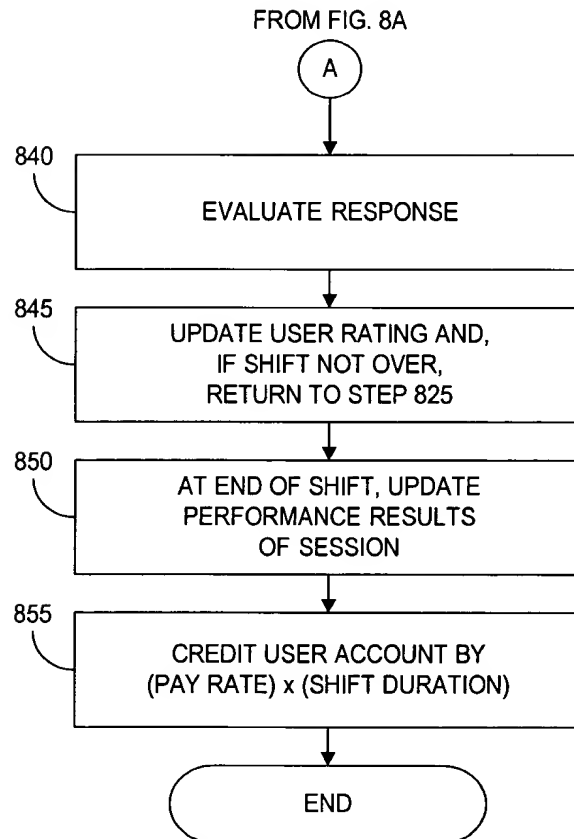 FROM FIG. 8A
A
840
EVALUATE RESPONSE
845
UPDATE USER RATING AND,
IF SHIFT NOT OVER,
RETURN TO STEP 825
850
AT END OF SHIFT, UPDATE
PERFORMANCE RESULTS
OF SESSION
855
CREDIT USER ACCOUNT BY
(PAY RATE) x (SHIFT DURATION)
END